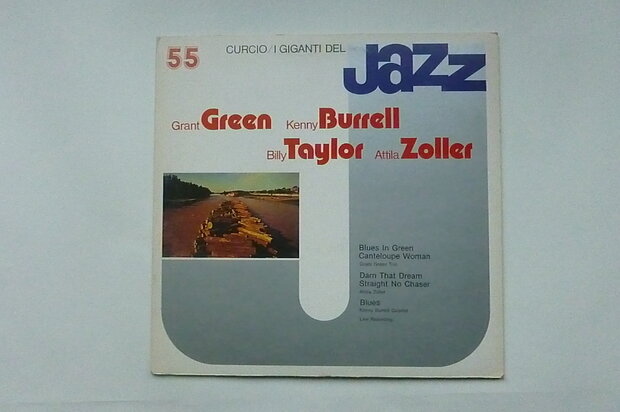 55
CURCIO/I GIGANTI DEL
Jazz
Grant Green Kenny Burrell
Billy Taylor Attila Zoller
Blues In Green
Canteloupe Woman
Grant Green Trio
Darn That Dream
Straight No Chaser
Attila Zoller
Blues
Kenny Burrell Quartet
Live Recording